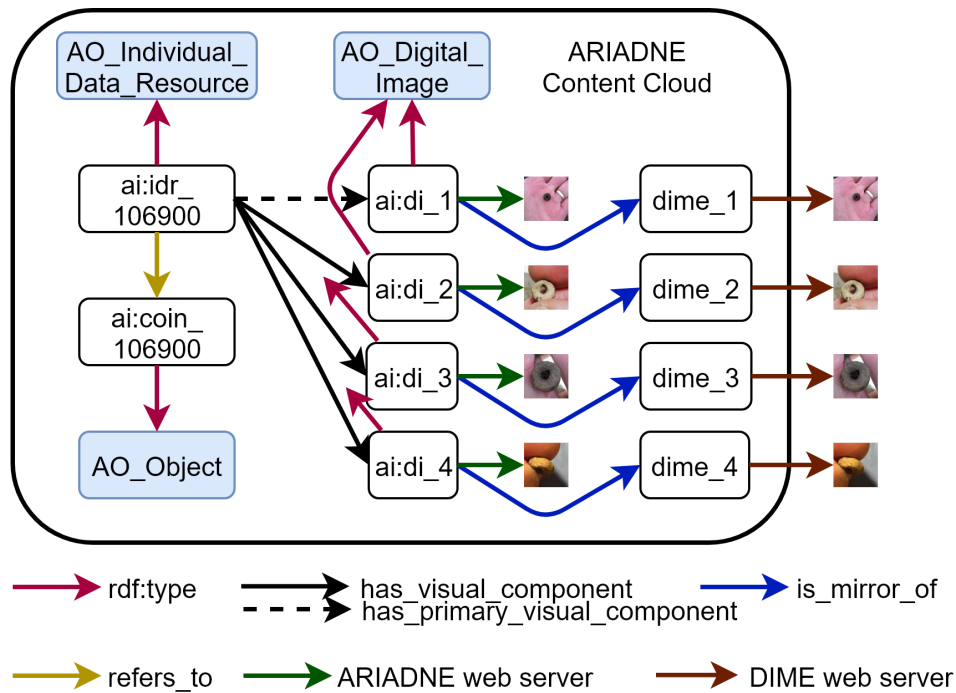 AO_Individual_
Data_Resource
AO_Digital_
Image
ARIADNE
Content Cloud
ai:idr_
106900
ai:di_1
dime_1
ai:di_2
dime_2
ai:coin_
106900
ai:di_3
dime_3
AO_Object
ai:di_4
dime_4
rdf:type
has_visual_component
has_primary_visual_component
is_mirror_of
refers_to
ARIADNE web server
DIME web server